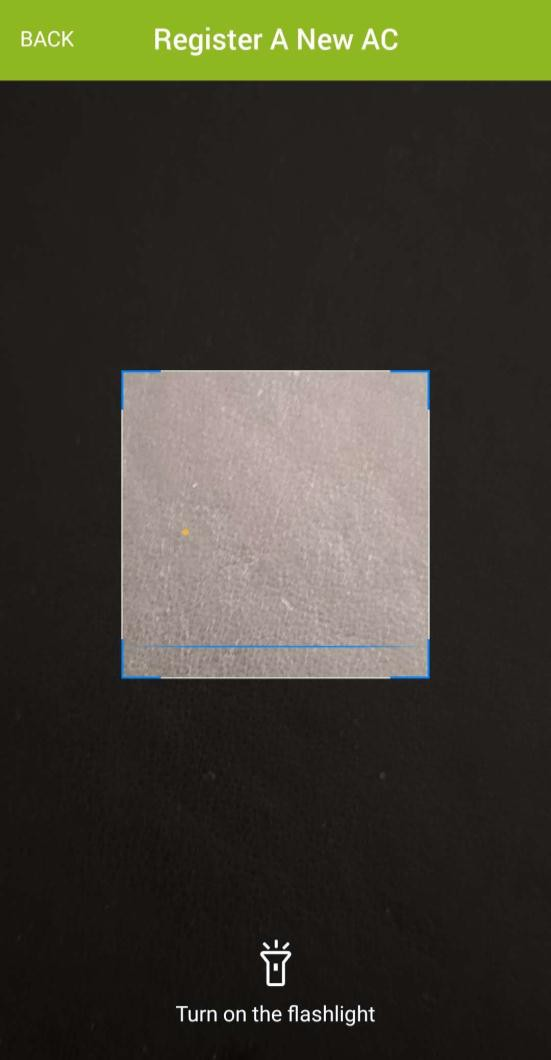 BACK
Register A New AC
Turn on the flashlight